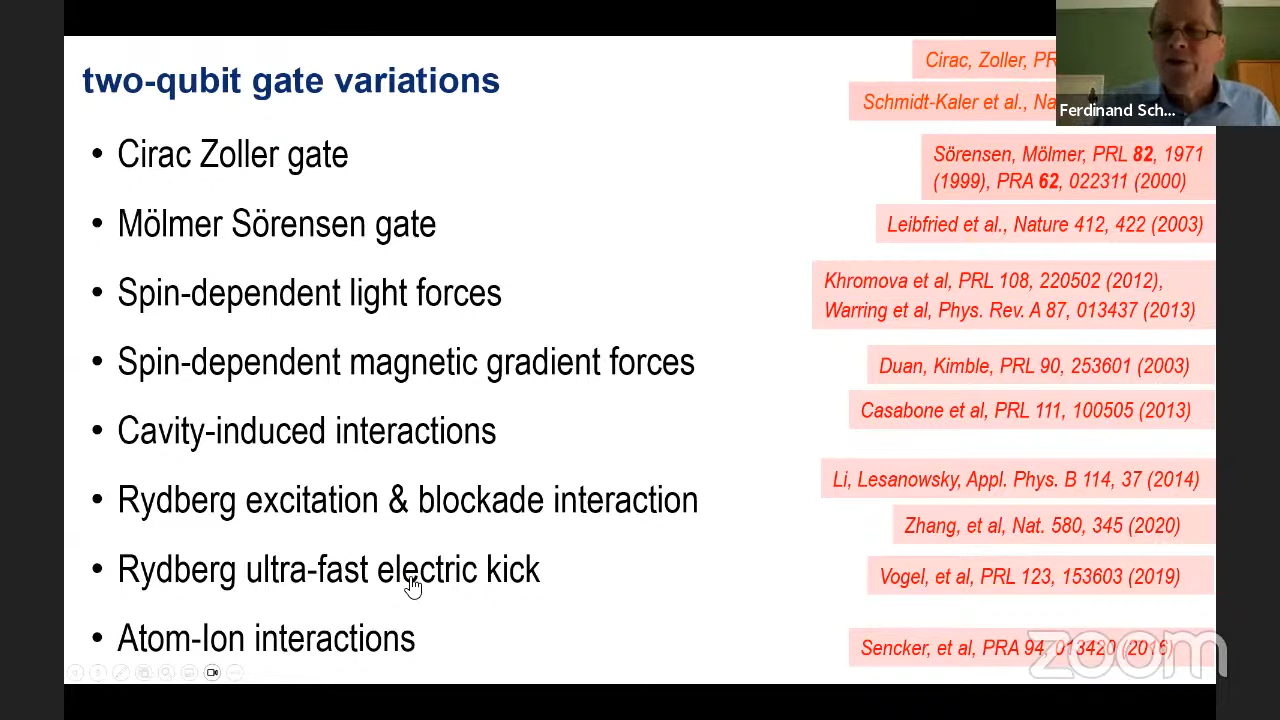 two-qubit gate variations
• Cirac Zoller gate
• Mölmer Sörensen gate
• Spin-dependent light forces
• Spin-dependent magnetic gradient forces
• Cavity-induced interactions
• Rydberg excitation & blockade interaction
• Rydberg ultra-fast electric kick
• Atom-Ion interactions
Cirac, Zoller, PR
Schmidt-Kaler et al., Na
Sörensen, Mölmer, PRL 82, 1971
(1999), PRA 62, 022311 (2000)
Leibfried et al., Nature 412, 422 (2003)
Khromova et al, PRL 108, 220502 (2012),
Warring et al, Phys. Rev. A 87, 013437 (2013)
Duan, Kimble, PRL 90, 253601 (2003)
Casabone et al, PRL 111, 100505 (2013)
Li, Lesanowsky, Appl. Phys. B 114, 37 (2014)
Zhang, et al, Nat. 580, 345 (2020)
Vogel, et al, PRL 123, 153603 (2019)
Sencker, et al, PRA 94, 013420 (2016)
Ferdinand Sch...
zoom